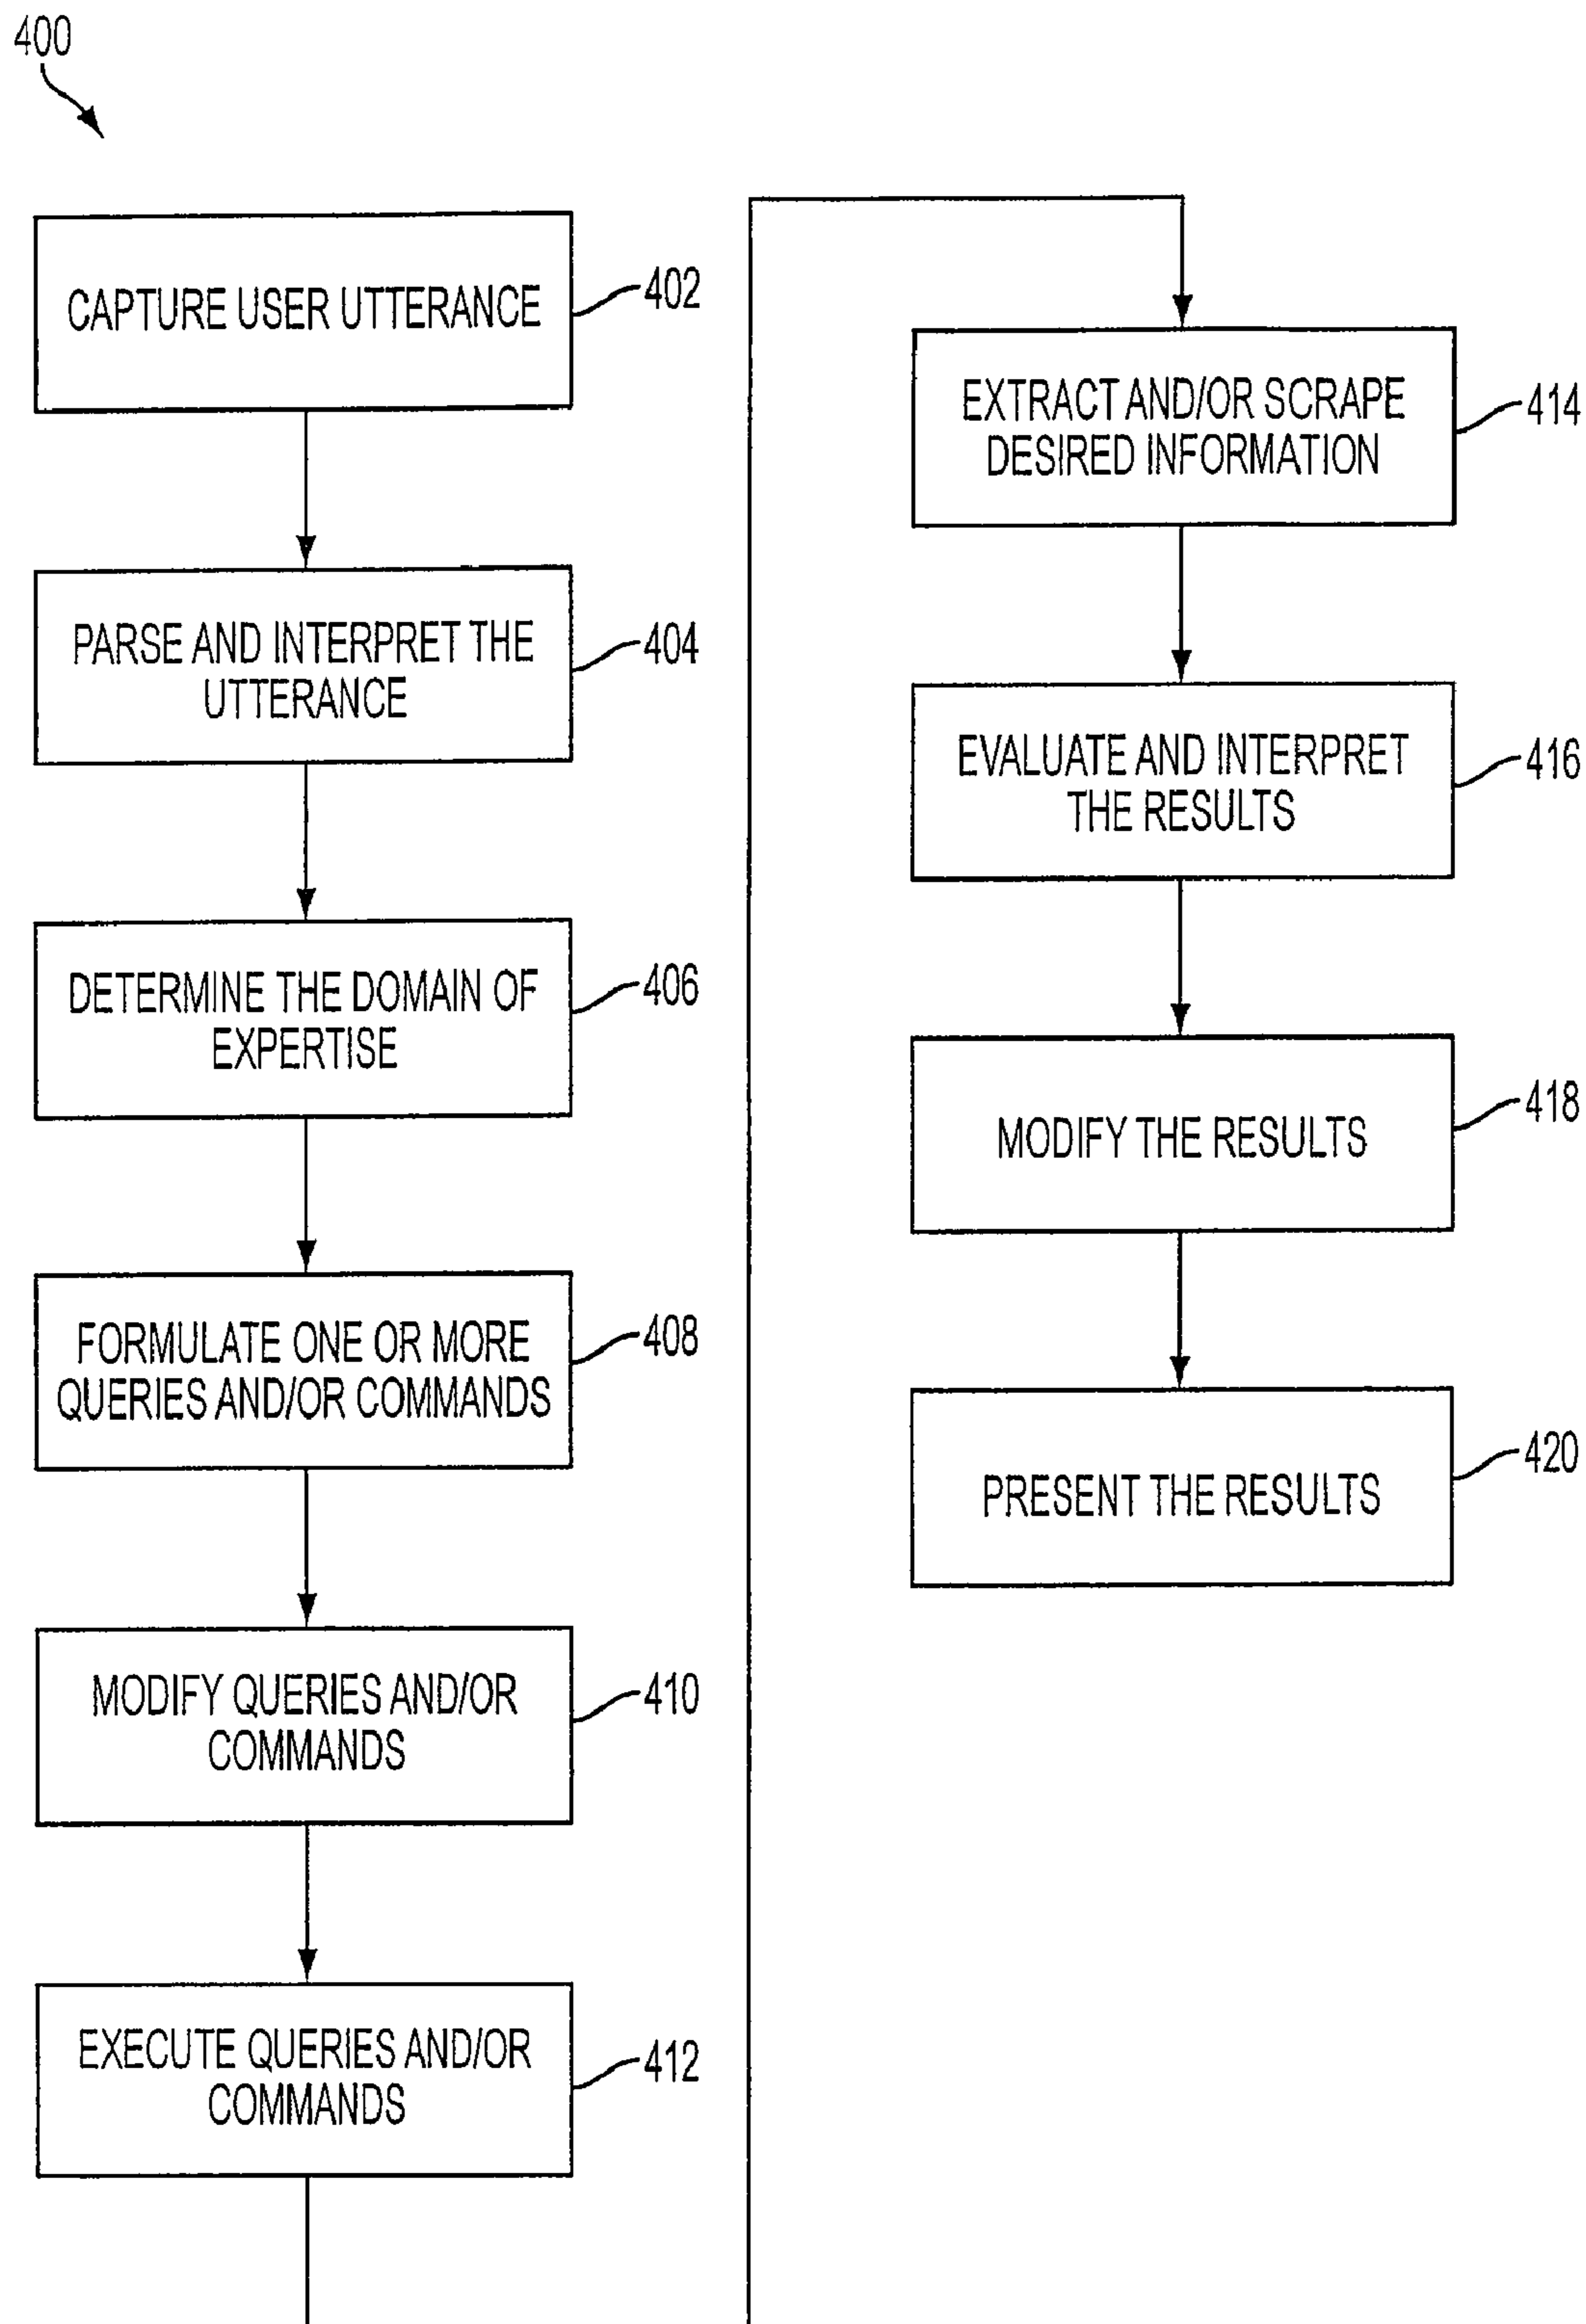 400
CAPTURE USER UTTERANCE
402
PARSE AND INTERPRET THE
UTTERANCE
404
DETERMINE THE DOMAIN OF
EXPERTISE
406
FORMULATE ONE OR MORE
QUERIES AND/OR COMMANDS
408
MODIFY QUERIES AND/OR
COMMANDS
410
EXECUTE QUERIES AND/OR
COMMANDS
412
EXTRACT AND/OR SCRAPE
DESIRED INFORMATION
414
EVALUATE AND INTERPRET
THE RESULTS
416
MODIFY THE RESULTS
418
PRESENT THE RESULTS
420